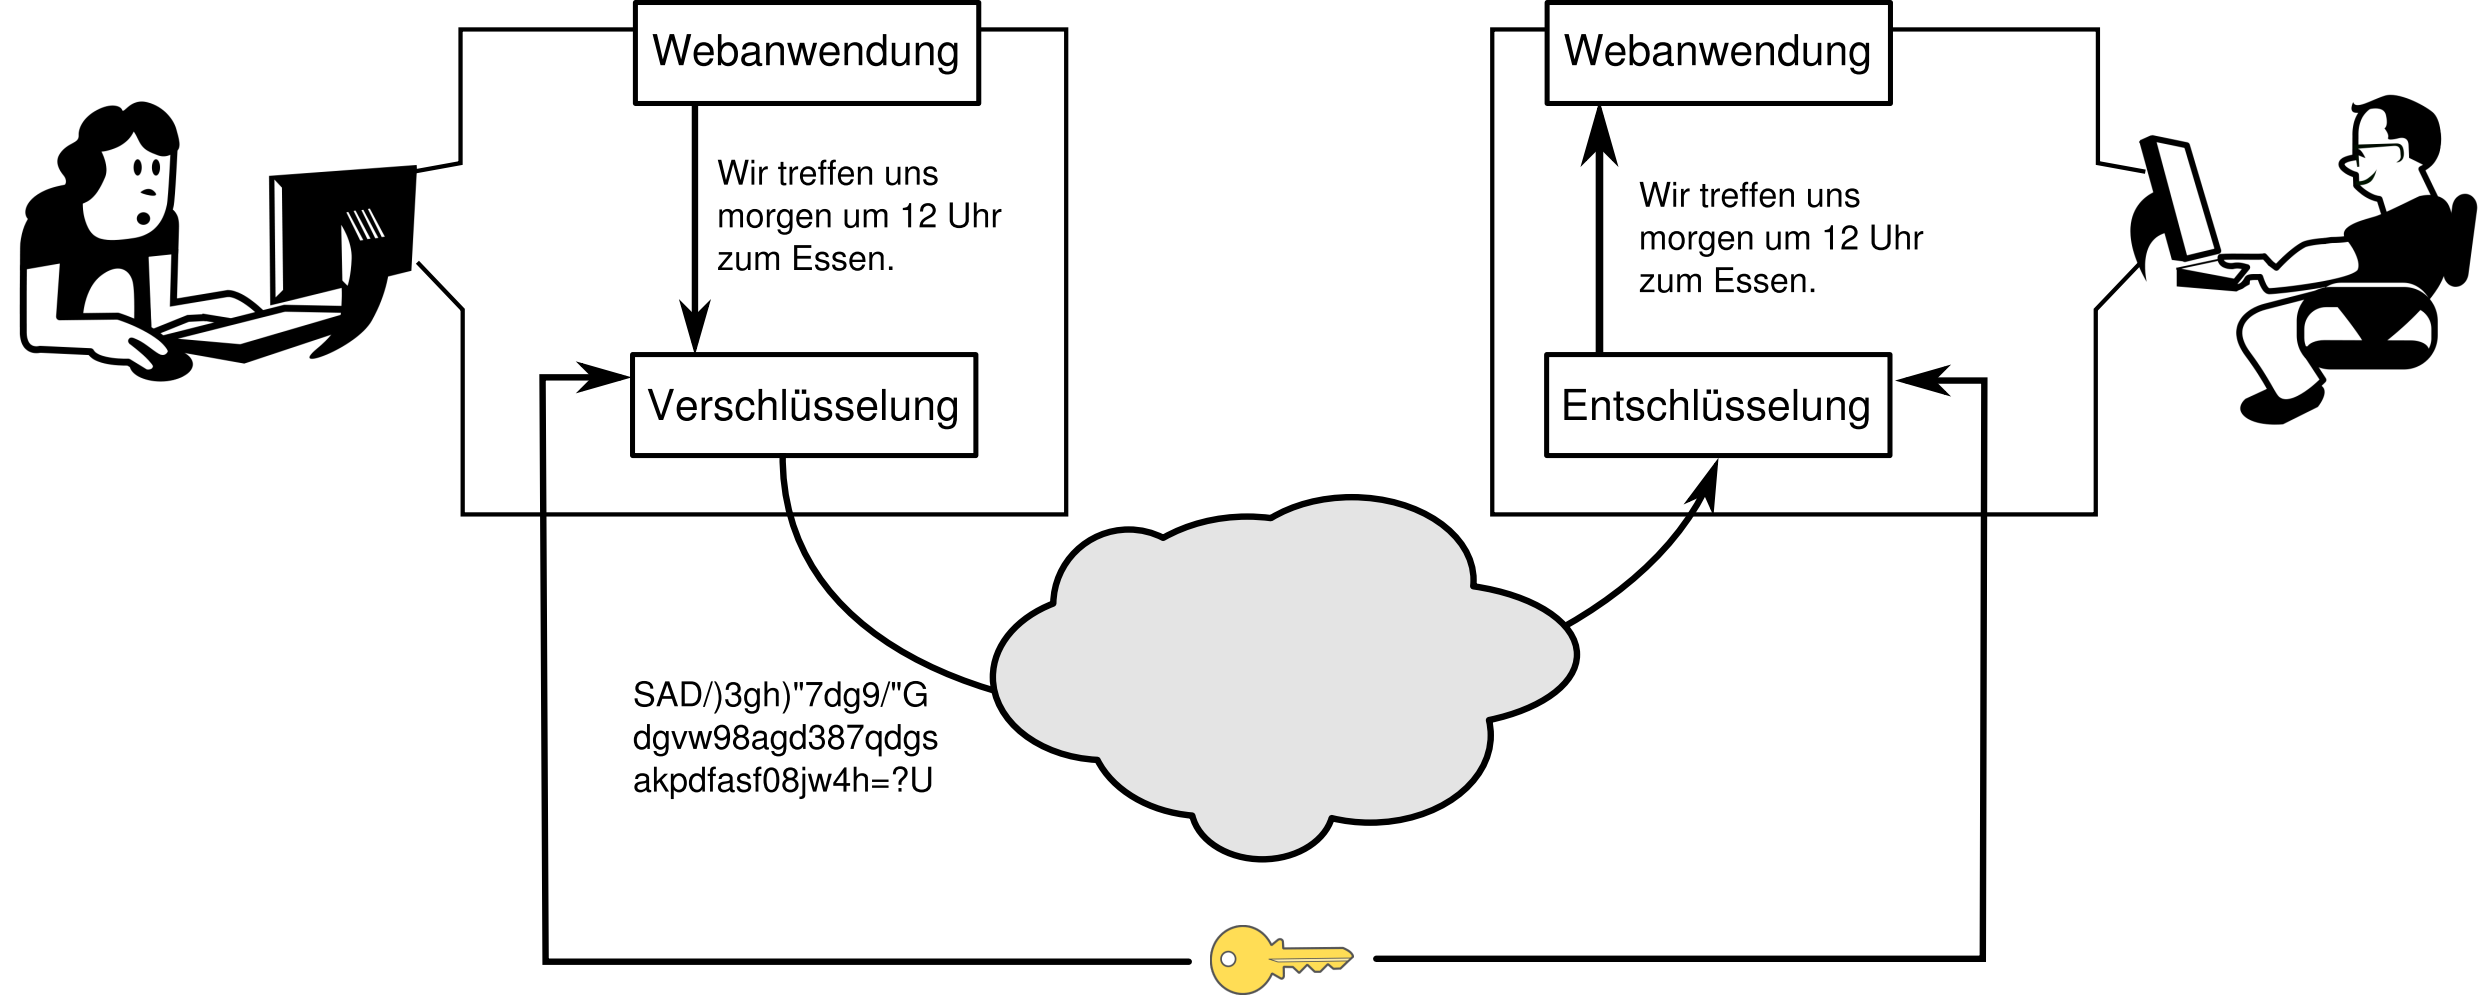 Webanwendung
Wir treffen uns
morgen um 12 Uhr
zum Essen.
Verschlüsselung
SAD/)3gh)"7dg9/"G
dgvw98agd387qdgs
akpdfasf08jw4h=?U
Webanwendung
Wir treffen uns
morgen um 12 Uhr
zum Essen.
Entschlüsselung